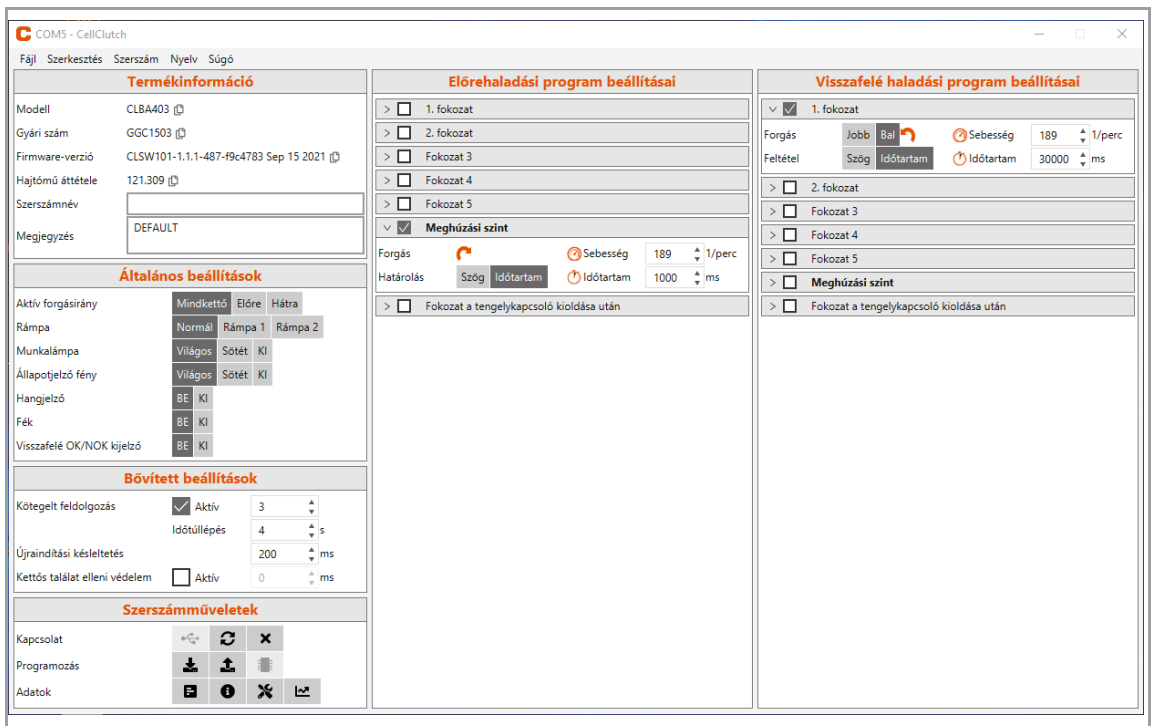 COM5 - CellClutch
Fájl Szerkesztés Szerszám Nyelv Súgó
Termékinformáció
Modell CLBA403
Gyári szám GGC1503
Firmware-verzió CLSW101-1.1.1-487-f9c4783 Sep 15 2021
Hajtómű áttétele 121.309
Szerszámnév
Megjegyzés DEFAULT
Általános beállítások
Aktív forgásirány Mindkettő Előre Hátra
Rámpa Normál Rámpa 1 Rámpa 2
Munkalámpa Világos Sötét KI
Állapotjelző fény Világos Sötét KI
Hangjelző BE KI
Fék BE KI
Visszafelé OK/NOK kijelző BE KI
Bővített beállítások
Kötegelt feldolgozás Aktív 3
Időtúllépés 4 s
Újraindítási késleltetés 200 ms
Kettős találat elleni védelem Aktív 0 ms
Szerszámműveletek
Kapcsolat
Programozás
Adatok
Előrehaladási program beállításai
1. fokozat
2. fokozat
Fokozat 3
Fokozat 4
Fokozat 5
Meghúzási szint
Forgás Sebesség 189 1/perc
Határolás Szög Időtartam Időtartam 1000 ms
Fokozat a tengelykapcsoló kioldása után
Visszafelé haladási program beállításai
1. fokozat
Forgás Jobb Bal Sebesség 189 1/perc
Feltétel Szög Időtartam Időtartam 30000 ms
2. fokozat
Fokozat 3
Fokozat 4
Fokozat 5
Meghúzási szint
Fokozat a tengelykapcsoló kioldása után